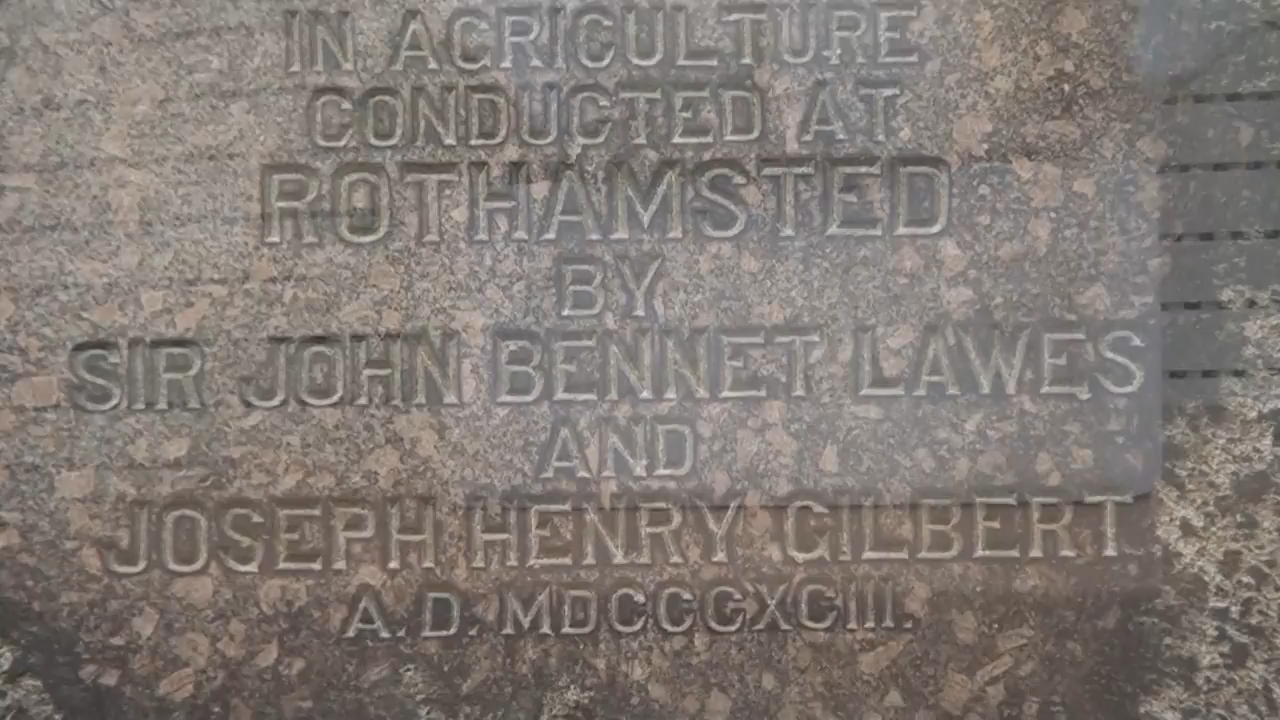 IN AGRICULTURE
CONDUCTED AT
ROTHAMSTED
BY
SIR JOHN BENNET LAWES
AND
JOSEPH HENRY GILBERT
A.D. MDCCCXCIII.